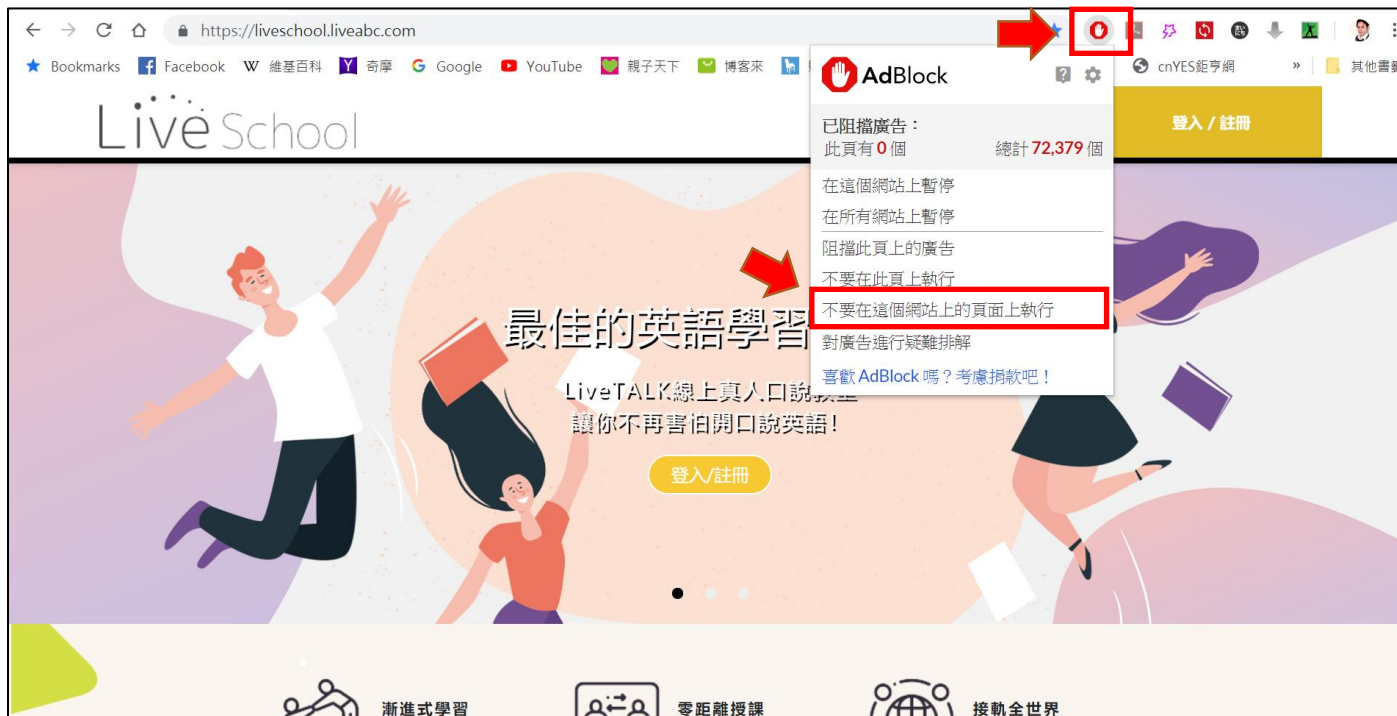 https://liveschool.liveabc.com
Bookmarks Facebook 維基百科 奇摩 Google YouTube 親子天下 博客來 cnYES鉅亨網 » 其他書
Live School
登入 / 註冊
AdBlock
已阻擋廣告：
此頁有 0 個 總計 72,379 個
在這個網站上暫停
在所有網站上暫停
阻擋此頁上的廣告
不要在此頁上執行
不要在這個網站上的頁面上執行
對廣告進行疑難排解
喜歡 AdBlock 嗎？考慮捐款吧！
最佳的英語學習
LiveTALK線上真人口說教室
讓你不再害怕開口說英語!
登入/註冊
漸進式學習 零距離授課 接軌全世界